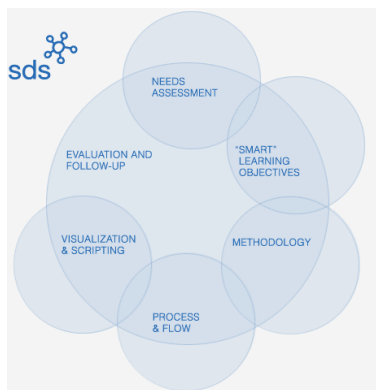 sds
NEEDS
ASSESSMENT
"SMART"
LEARNING
OBJECTIVES
METHODOLOGY
PROCESS
& FLOW
VISUALIZATION
& SCRIPTING
EVALUATION AND
FOLLOW-UP